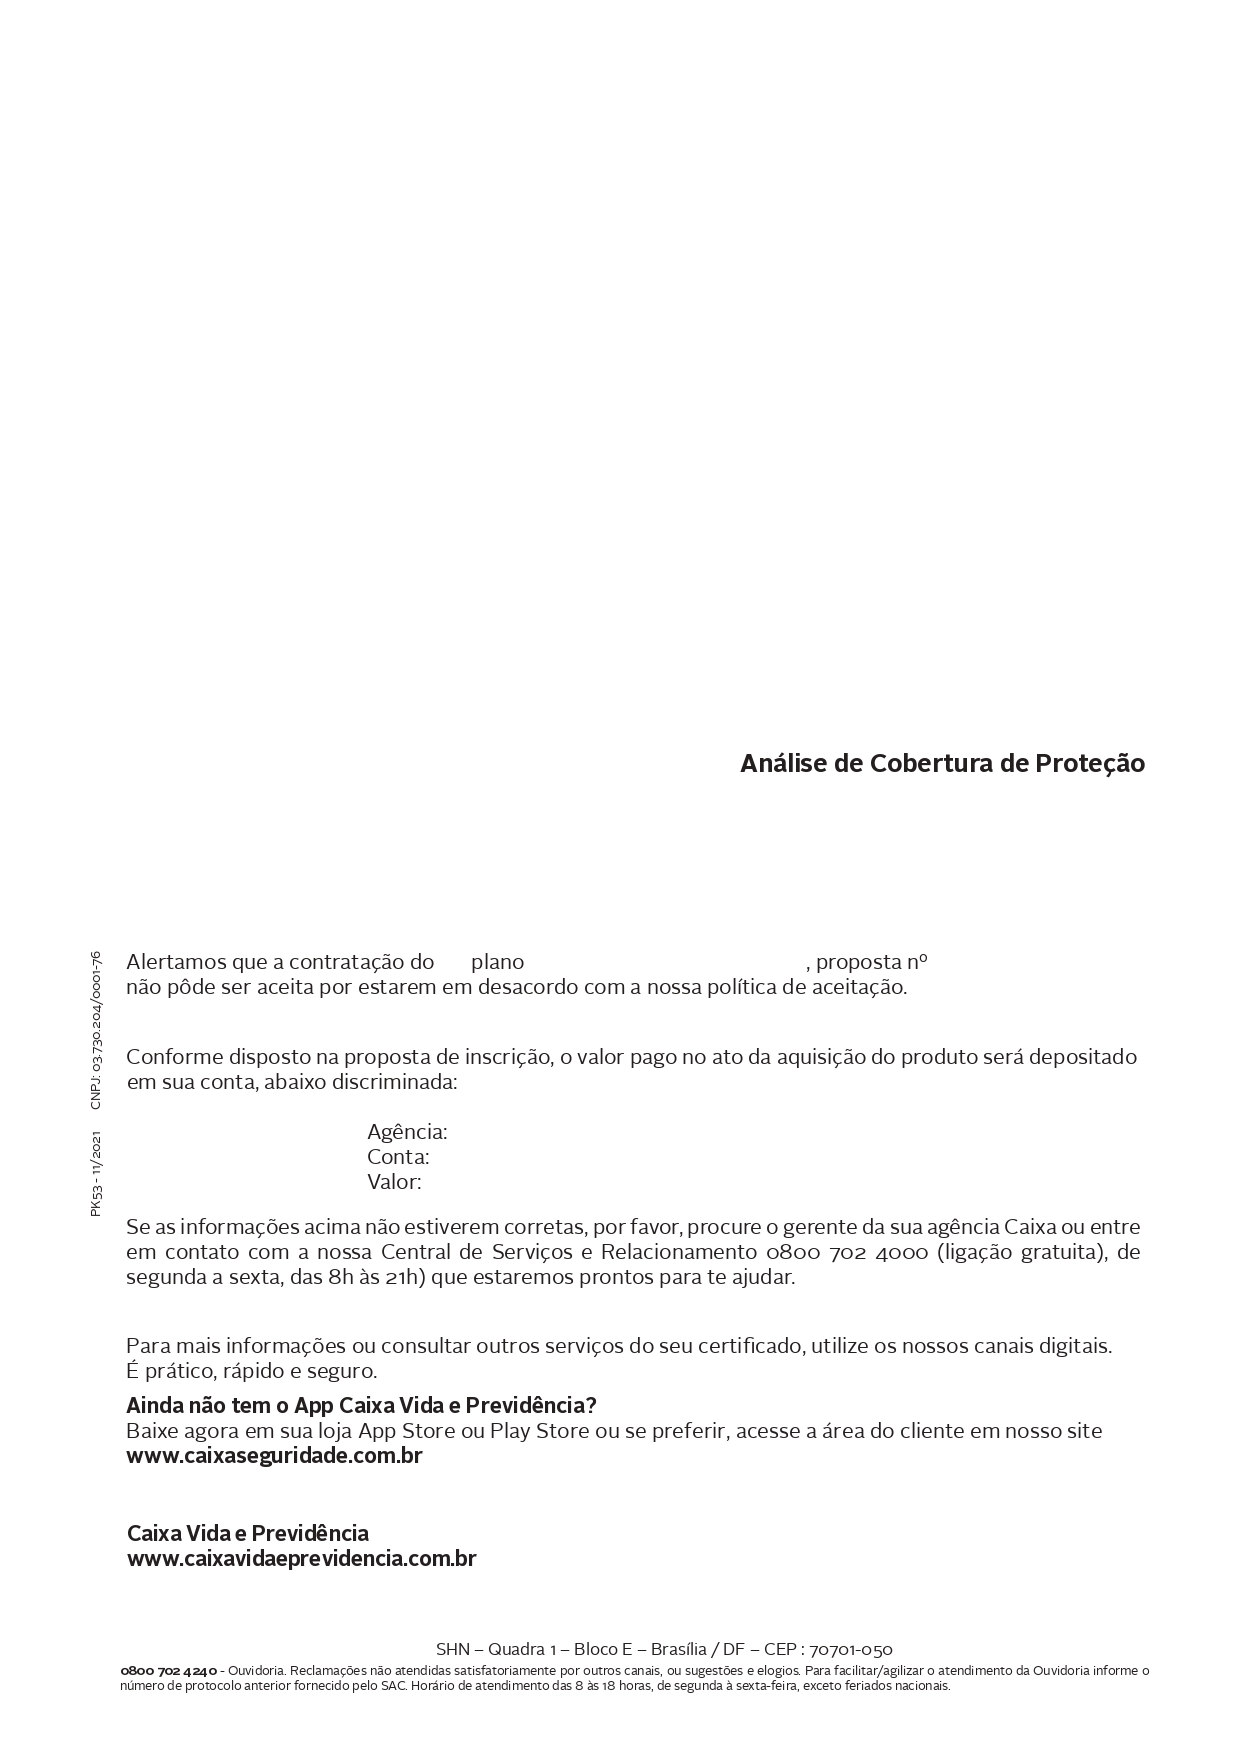 Análise de Cobertura de Proteção
Alertamos que a contratação do plano , proposta nº
não pôde ser aceita por estarem em desacordo com a nossa política de aceitação.
Conforme disposto na proposta de inscrição, o valor pago no ato da aquisição do produto será depositado
em sua conta, abaixo discriminada:
Agência:
Conta:
Valor:
Se as informações acima não estiverem corretas, por favor, procure o gerente da sua agência Caixa ou entre
em contato com a nossa Central de Serviços e Relacionamento 0800 702 4000 (ligação gratuita), de
segunda a sexta, das 8h às 21h) que estaremos prontos para te ajudar.
Para mais informações ou consultar outros serviços do seu certificado, utilize os nossos canais digitais.
É prático, rápido e seguro.
Ainda não tem o App Caixa Vida e Previdência?
Baixe agora em sua loja App Store ou Play Store ou se preferir, acesse a área do cliente em nosso site
www.caixaseguridade.com.br
Caixa Vida e Previdência
www.caixavidaeprevidencia.com.br
SHN – Quadra 1 – Bloco E – Brasília / DF – CEP : 70701-050
0800 702 4240 - Ouvidoria. Reclamações não atendidas satisfatoriamente por outros canais, ou sugestões e elogios. Para facilitar/agilizar o atendimento da Ouvidoria informe o
número de protocolo anterior fornecido pelo SAC. Horário de atendimento das 8 às 18 horas, de segunda à sexta-feira, exceto feriados nacionais.
PK53 - 11/2021 CNPJ: 03.730.204/0001-76